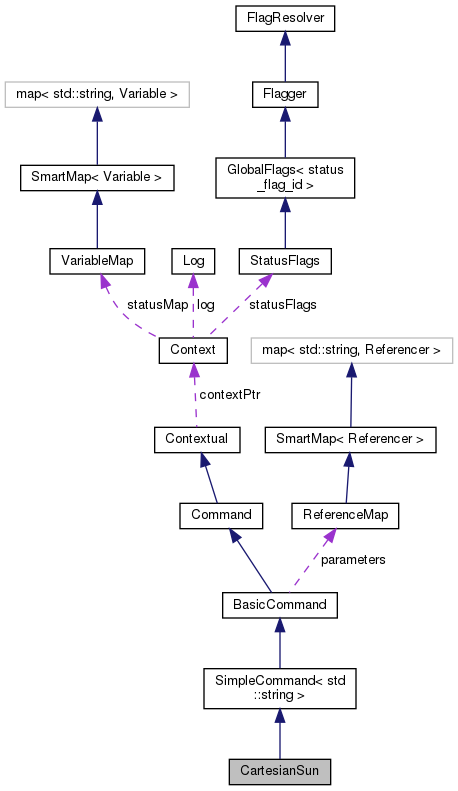 FlagResolver
map< std::string, Variable >
Flagger
SmartMap< Variable >
GlobalFlags< status
_flag_id >
VariableMap
Log
StatusFlags
statusMap
log
statusFlags
Context
map< std::string, Referencer >
contextPtr
Contextual
SmartMap< Referencer >
Command
ReferenceMap
parameters
BasicCommand
SimpleCommand< std
::string >
CartesianSun